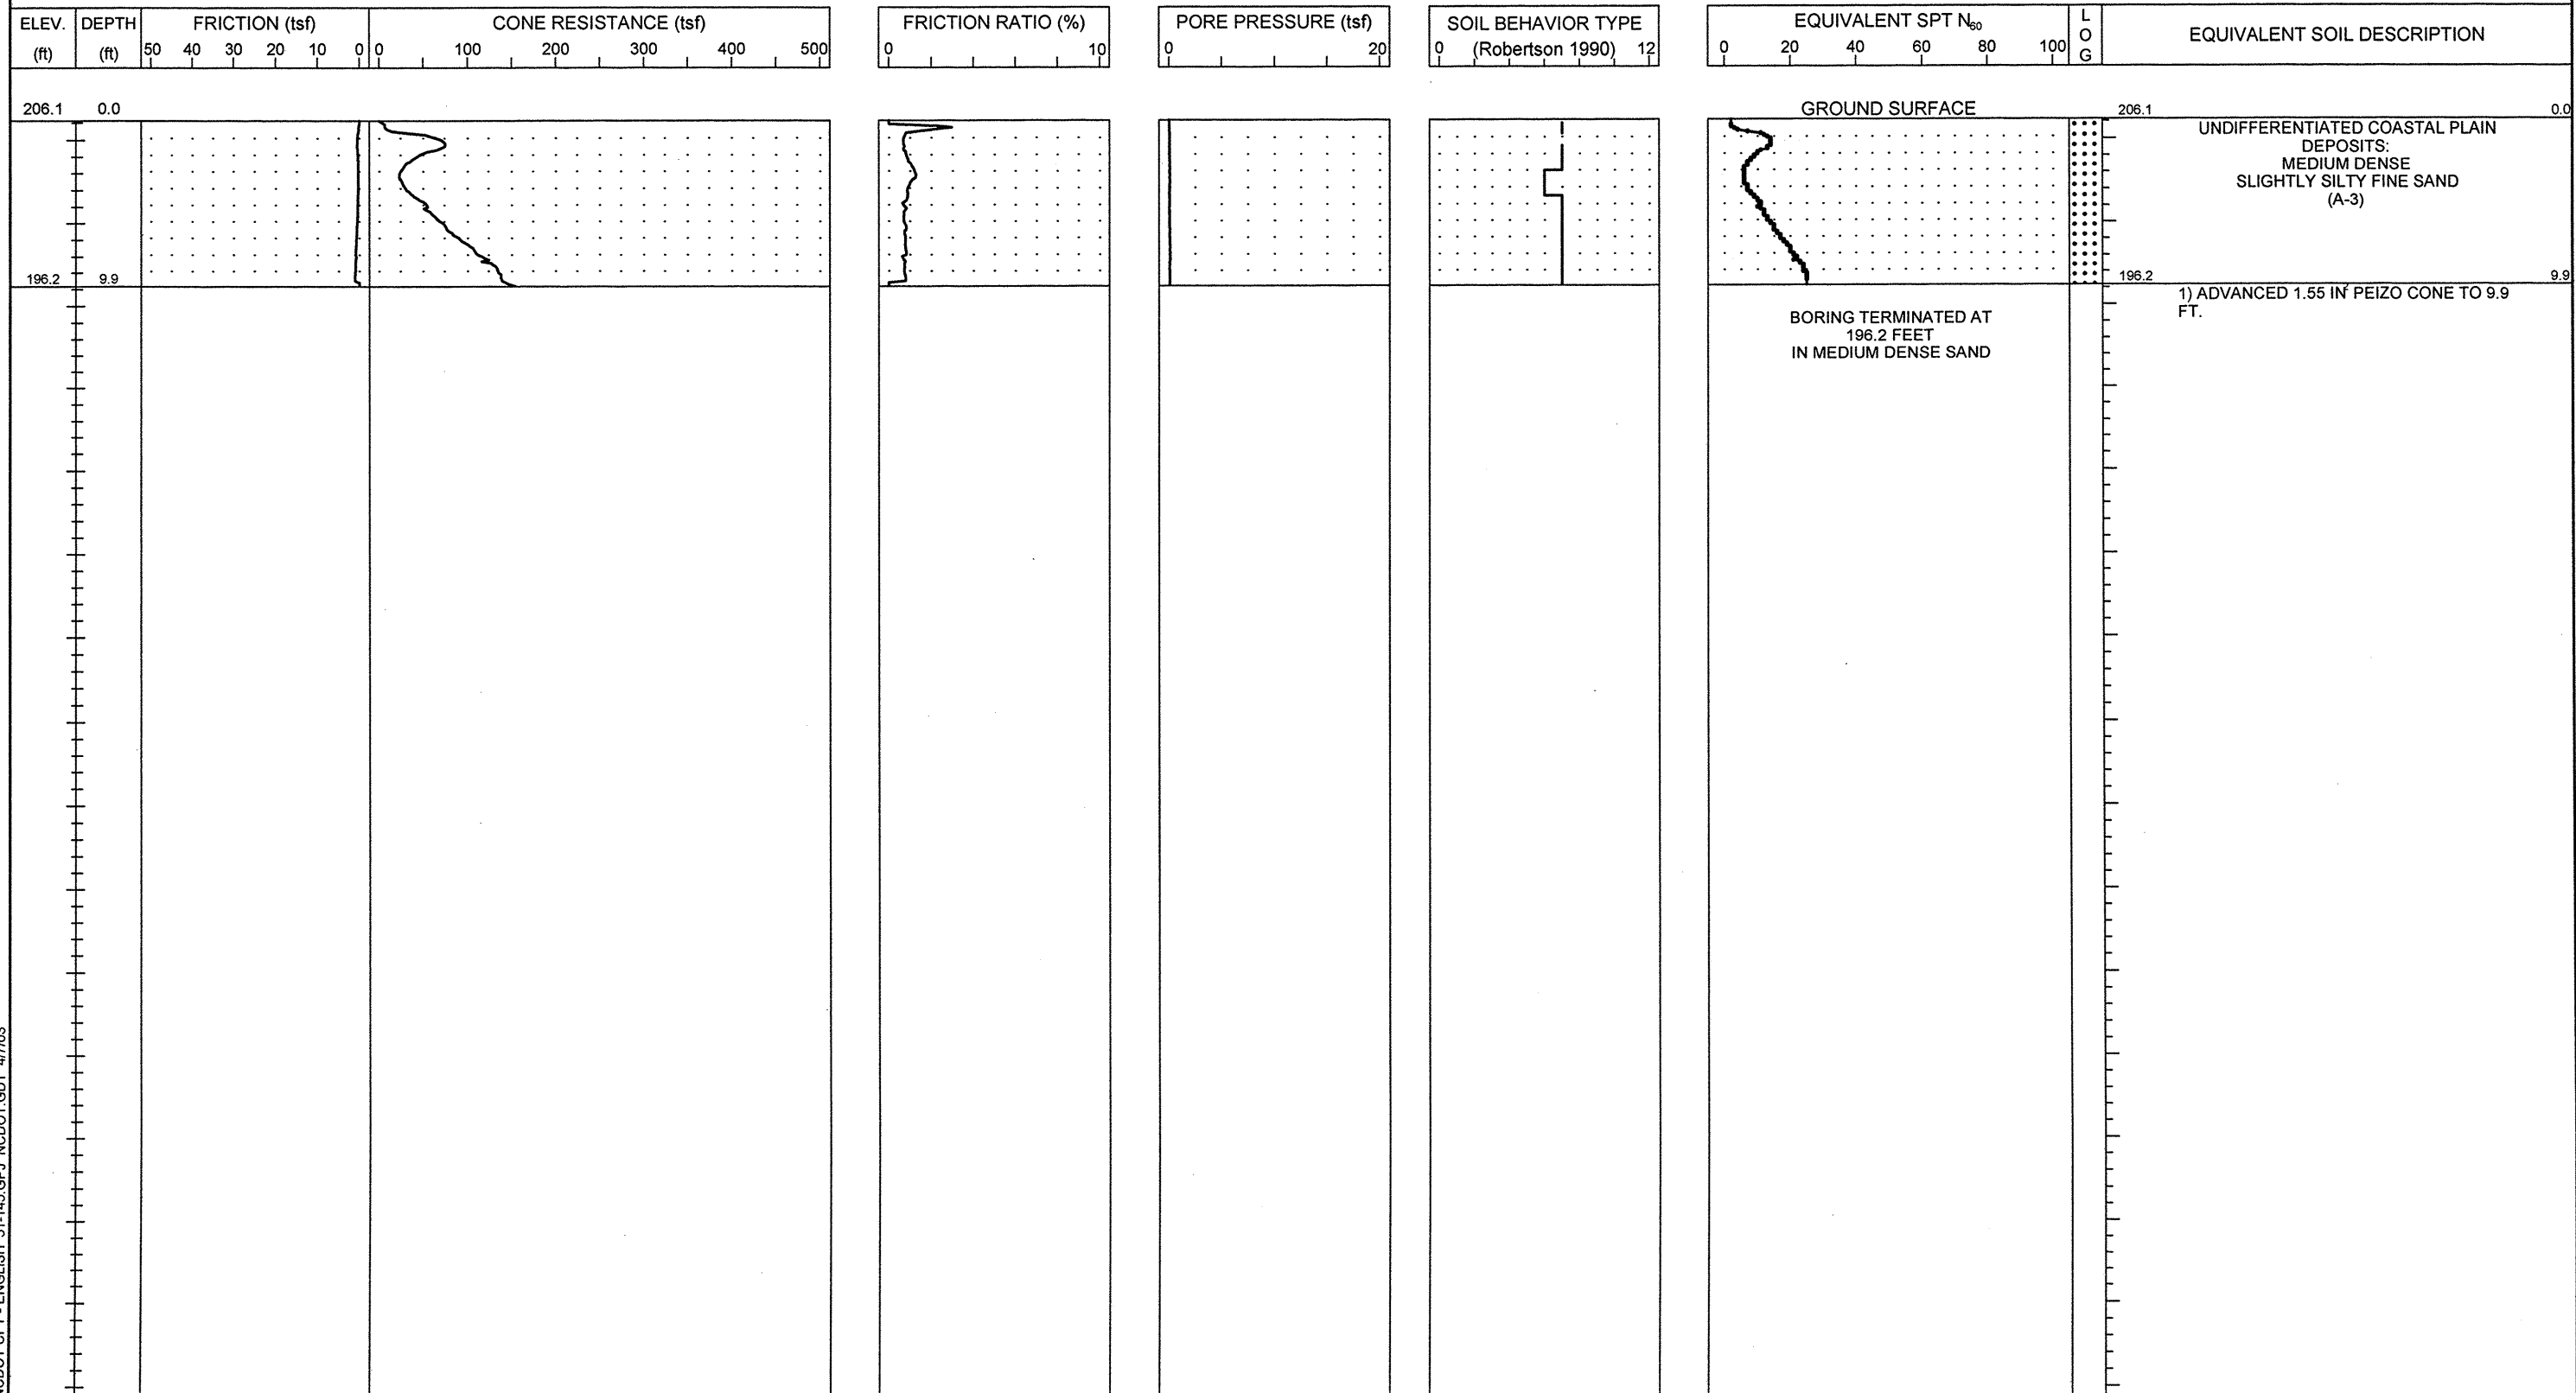 ELEV. DEPTH FRICTION (tsf) CONE RESISTANCE (tsf) FRICTION RATIO (%) PORE PRESSURE (tsf) SOIL BEHAVIOR TYPE EQUIVALENT SPT N60 L
(ft) (ft) 50 40 30 20 10 0 0 100 200 300 400 500 0 10 0 20 0 (Robertson 1990) 12 0 20 40 60 80 100 O EQUIVALENT SOIL DESCRIPTION
G
206.1 0.0 GROUND SURFACE 206.1 0.0
UNDIFFERENTIATED COASTAL PLAIN
DEPOSITS:
MEDIUM DENSE
SLIGHTLY SILTY FINE SAND
(A-3)
196.2 9.9 196.2 9.9
1) ADVANCED 1.55 IN PEIZO CONE TO 9.9
FT.
BORING TERMINATED AT
196.2 FEET
IN MEDIUM DENSE SAND